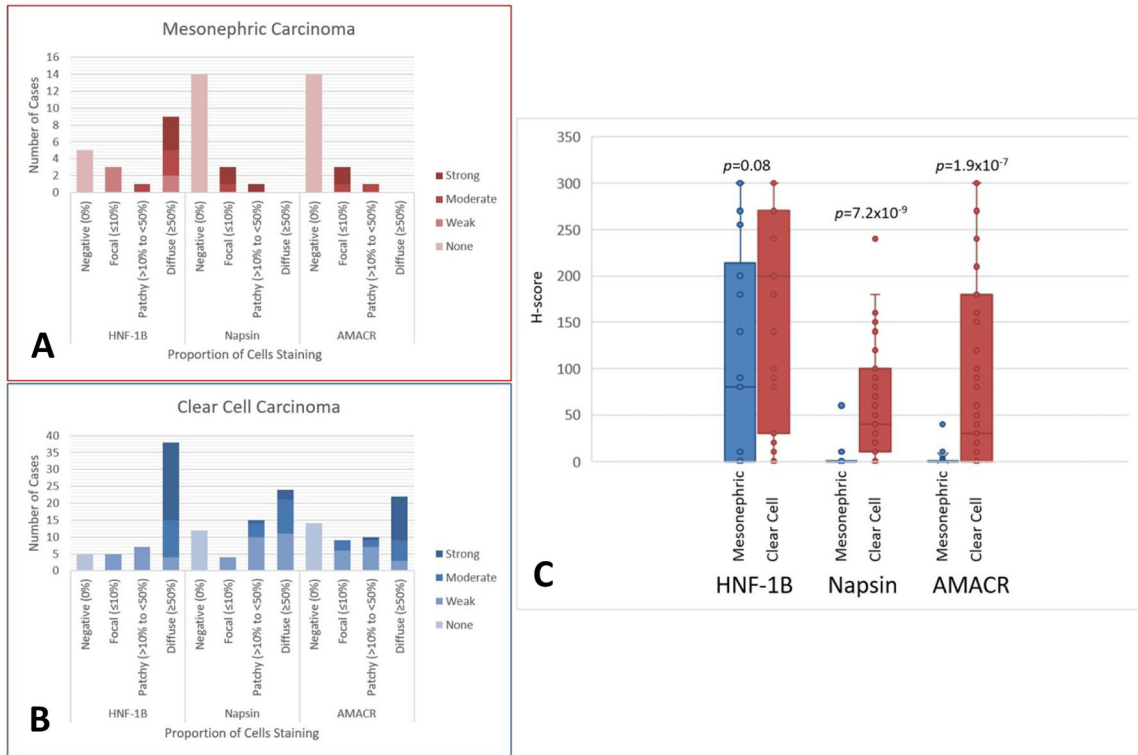 Mesonephric Carcinoma
Number of Cases
16
14
12
10
8
6
4
2
0
Negative (0%)
Focal (≤10%)
Patchy (>10% to <50%)
Diffuse (≥50%)
Negative (0%)
Focal (≤10%)
Patchy (>10% to <50%)
Diffuse (≥50%)
Negative (0%)
Focal (≤10%)
Patchy (>10% to <50%)
Diffuse (≥50%)
HNF-1B
Napsin
AMACR
Proportion of Cells Staining
Strong
Moderate
Weak
None
A
Clear Cell Carcinoma
Number of Cases
40
35
30
25
20
15
10
5
0
Negative (0%)
Focal (≤10%)
Patchy (>10% to <50%)
Diffuse (≥50%)
Negative (0%)
Focal (≤10%)
Patchy (>10% to <50%)
Diffuse (≥50%)
Negative (0%)
Focal (≤10%)
Patchy (>10% to <50%)
Diffuse (≥50%)
HNF-1B
Napsin
AMACR
Proportion of Cells Staining
Strong
Moderate
Weak
None
B
H-score
350
300
250
200
150
100
50
0
p=0.08
p=7.2x10-9
p=1.9x10-7
Mesonephric
Clear Cell
Mesonephric
Clear Cell
Mesonephric
Clear Cell
HNF-1B
Napsin
AMACR
C